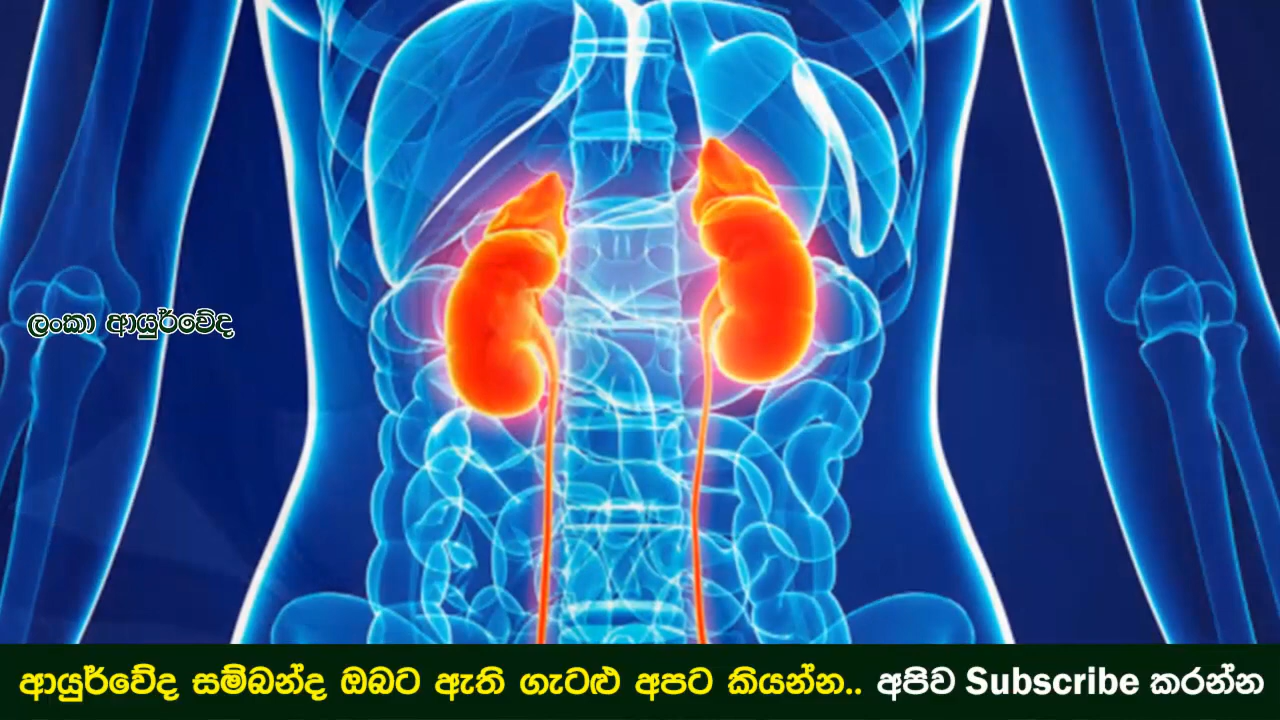 ලංකා ආයුර්වේද
ආයුර්වේද සම්බන්ද ඔබට ඇති ගැටළු අපට කියන්න.. අපිව Subscribe කරන්න